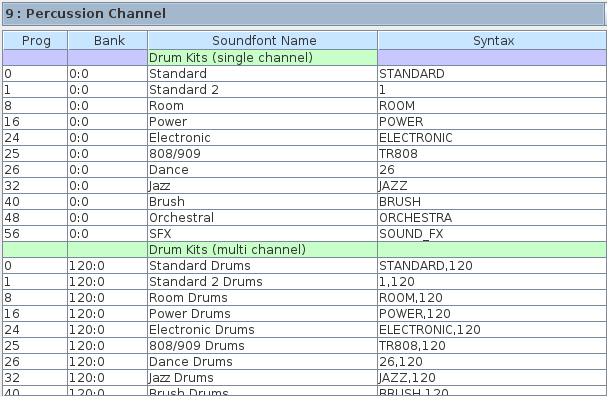 9 : Percussion Channel
Prog Bank Soundfont Name Syntax
Drum Kits (single channel)
0 0:0 Standard STANDARD
1 0:0 Standard 2 1
8 0:0 Room ROOM
16 0:0 Power POWER
24 0:0 Electronic ELECTRONIC
25 0:0 808/909 TR808
26 0:0 Dance 26
32 0:0 Jazz JAZZ
40 0:0 Brush BRUSH
48 0:0 Orchestral ORCHESTRA
56 0:0 SFX SOUND_FX
Drum Kits (multi channel)
0 120:0 Standard Drums STANDARD,120
1 120:0 Standard 2 Drums 1,120
8 120:0 Room Drums ROOM,120
16 120:0 Power Drums POWER,120
24 120:0 Electronic Drums ELECTRONIC,120
25 120:0 808/909 Drums TR808,120
26 120:0 Dance Drums 26,120
32 120:0 Jazz Drums JAZZ,120
40 120:0 Brush Drums BRUSH,120